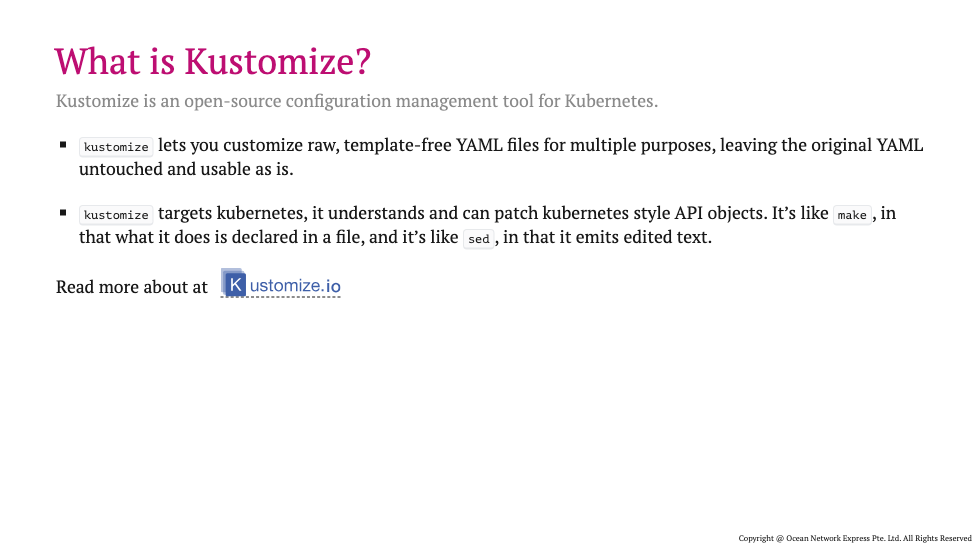 What is Kustomize?
Kustomize is an open-source configuration management tool for Kubernetes.
kustomize lets you customize raw, template-free YAML files for multiple purposes, leaving the original YAML
untouched and usable as is.
kustomize targets kubernetes, it understands and can patch kubernetes style API objects. It’s like make, in
that what it does is declared in a file, and it’s like sed, in that it emits edited text.
Read more about at Kustomize.io
Copyright @ Ocean Network Express Pte. Ltd. All Rights Reserved